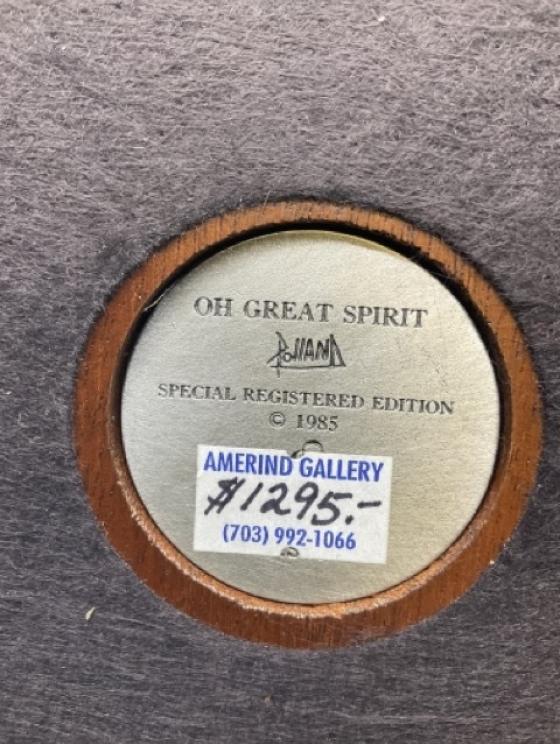 OH GREAT SPIRIT
Polland
SPECIAL REGISTERED EDITION
© 1985
AMERIND GALLERY
$1295.-
(703) 992-1066